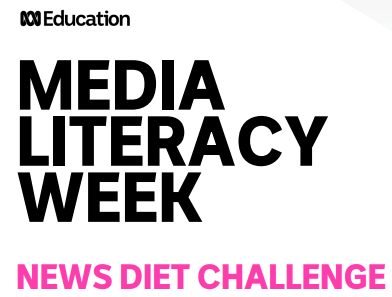 Education
MEDIA
LITERACY
WEEK
NEWS DIET CHALLENGE